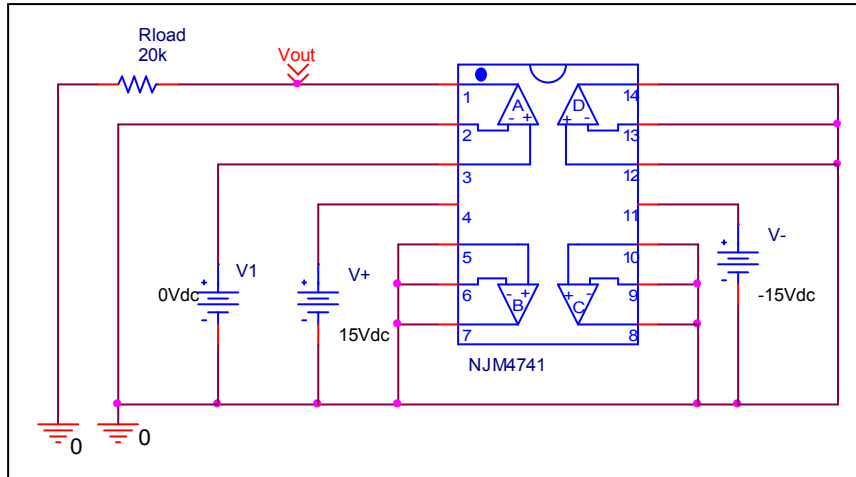 Rload
20k
Vout
1
14
A
D
- +
+ -
2
13
3
12
4
11
V-
+
-
-15Vdc
V1
+
-
0Vdc
V+
+
-
15Vdc
5
10
6
9
- +
+ -
B
C
7
8
NJM4741
0
0